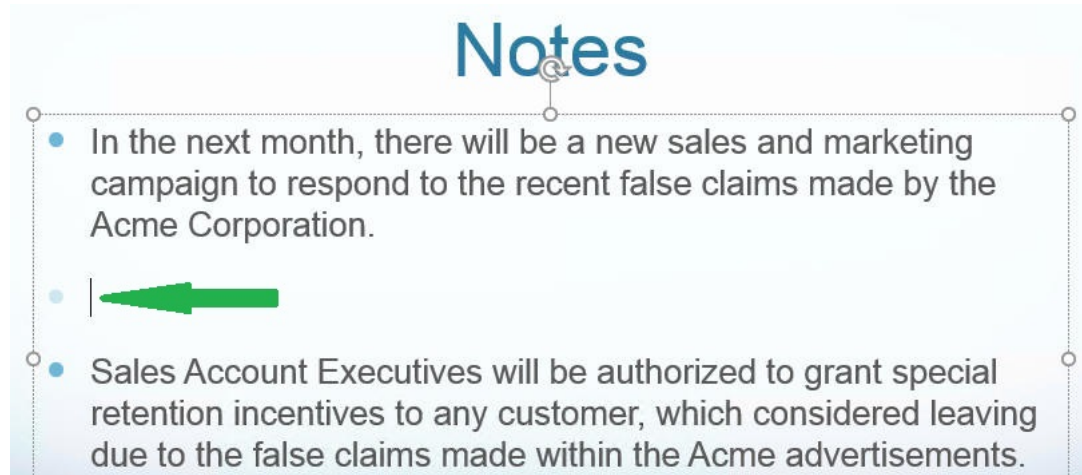 Notes
• In the next month, there will be a new sales and marketing
campaign to respond to the recent false claims made by the
Acme Corporation.
•
• Sales Account Executives will be authorized to grant special
retention incentives to any customer, which considered leaving
due to the false claims made within the Acme advertisements.